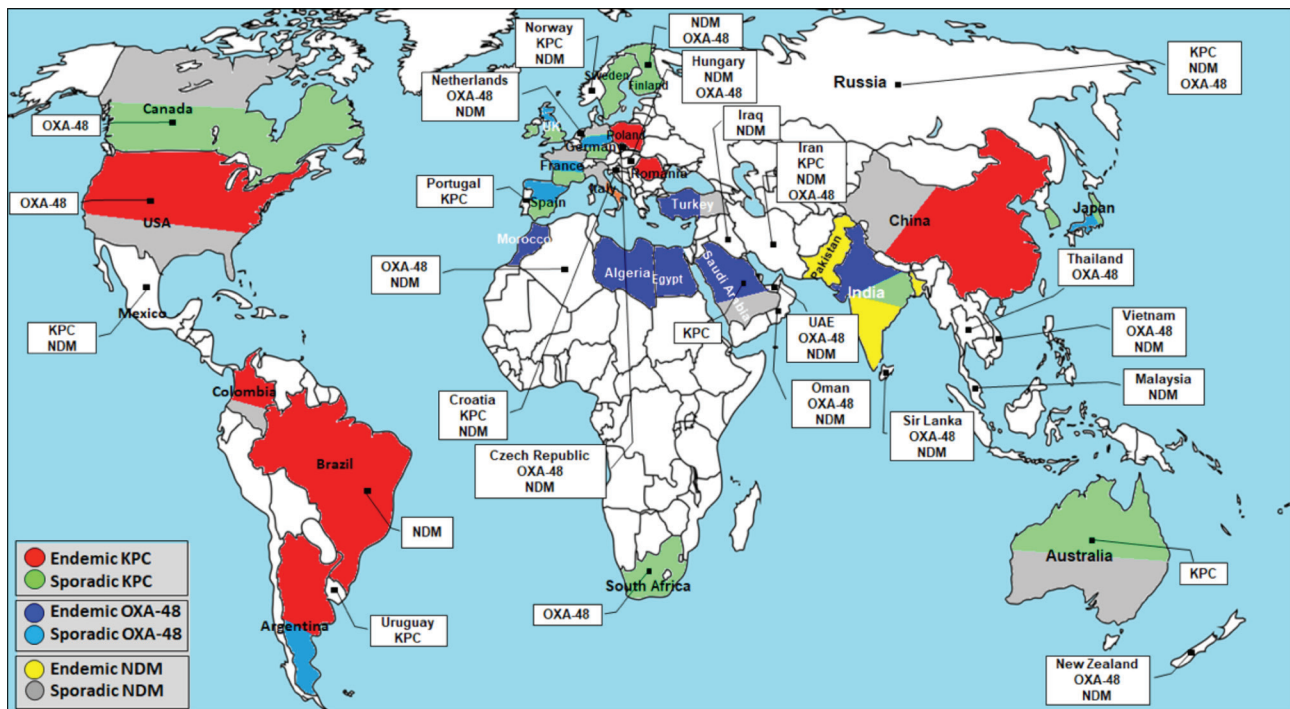 Norway
KPC
NDM
NDM
OXA-48
Hungary
NDM
OXA-48
KPC
NDM
OXA-48
Russia
Netherlands
OXA-48
NDM
Sweden
Finland
Iraq
NDM
Iran
KPC
NDM
OXA-48
Canada
OXA-48
UK
Poland
Germany
France
Romania
Italy
Portugal
KPC
Spain
Turkey
China
Japan
OXA-48
USA
Morocco
Algeria
Egypt
Saudi Arabia
Pakistan
India
OXA-48
NDM
Thailand
OXA-48
Mexico
KPC
NDM
KPC
UAE
OXA-48
NDM
Vietnam
OXA-48
NDM
Malaysia
NDM
Colombia
Croatia
KPC
NDM
Oman
OXA-48
NDM
Sir Lanka
OXA-48
NDM
Czech Republic
OXA-48
NDM
Brazil
NDM
Australia
KPC
South Africa
OXA-48
Argentina
Uruguay
KPC
New Zealand
OXA-48
NDM
Endemic KPC
Sporadic KPC
Endemic OXA-48
Sporadic OXA-48
Endemic NDM
Sporadic NDM